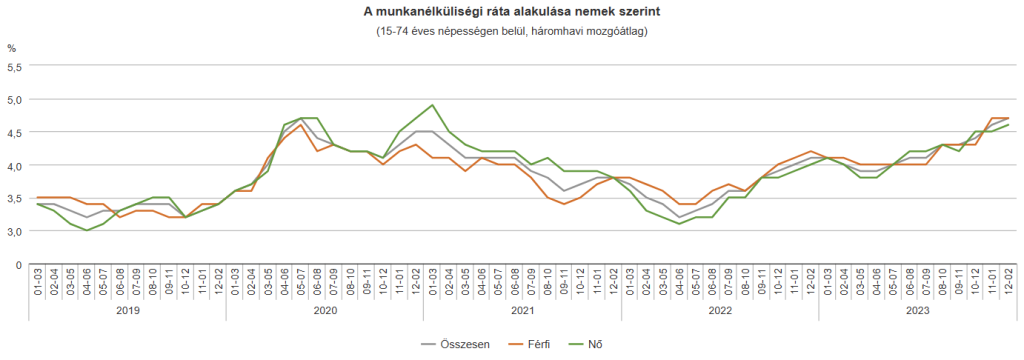 A munkanélküliségi ráta alakulása nemek szerint
(15-74 éves népességen belül, háromhavi mozgóátlag)
%
5,5
5,0
4,5
4,0
3,5
3,0
0
01-03 02-04 03-05 04-06 05-07 06-08 07-09 08-10 09-11 10-12 11-01 12-02 01-03 02-04 03-05 04-06 05-07 06-08 07-09 08-10 09-11 10-12 11-01 12-02 01-03 02-04 03-05 04-06 05-07 06-08 07-09 08-10 09-11 10-12 11-01 12-02 01-03 02-04 03-05 04-06 05-07 06-08 07-09 08-10 09-11 10-12 11-01 12-02 01-03 02-04 03-05 04-06 05-07 06-08 07-09 08-10 09-11 10-12 11-01 12-02
2019 2020 2021 2022 2023
Összesen Férfi Nő